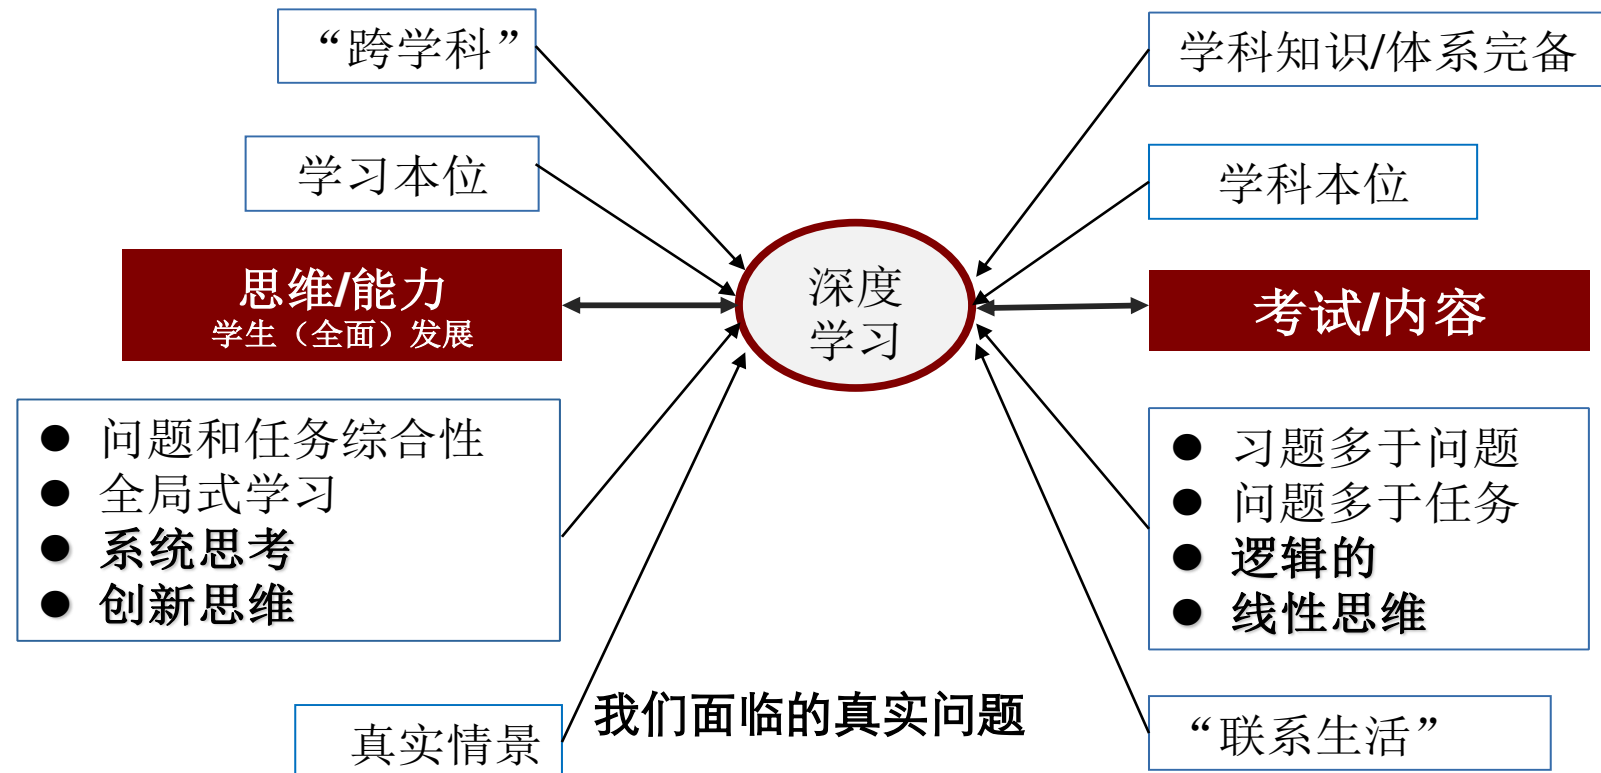 “跨学科”
学习本位
思维/能力
学生（全面）发展
● 问题和任务综合性
● 全局式学习
● 系统思考
● 创新思维
真实情景
深度
学习
学科知识/体系完备
学科本位
考试/内容
● 习题多于问题
● 问题多于任务
● 逻辑的
● 线性思维
“联系生活”
我们面临的真实问题